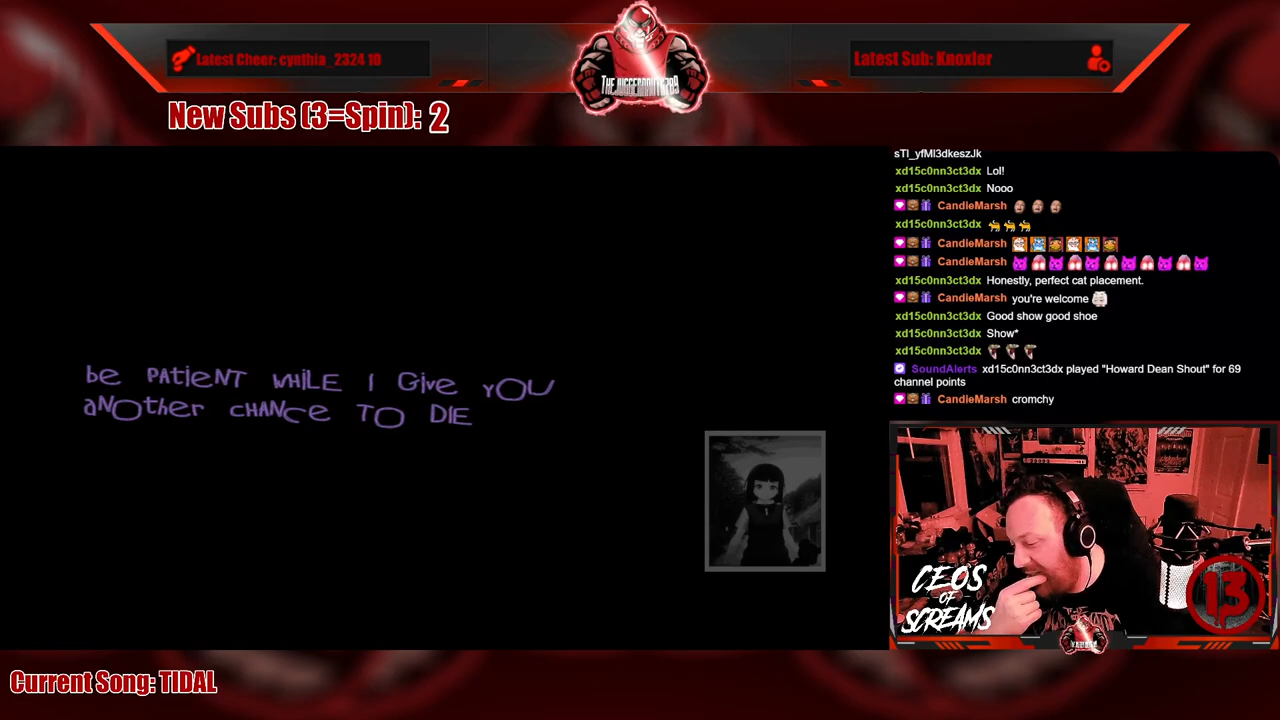 Latest Cheer: cynthia_2324 10
Latest Sub: Knoxler
New Subs (3=Spin): 2
sTl_yfMl3dkeszJk
xd15c0nn3ct3dx Lol!
xd15c0nn3ct3dx Nooo
CandieMarsh
xd15c0nn3ct3dx
CandieMarsh
CandieMarsh
xd15c0nn3ct3dx Honestly, perfect cat placement.
CandieMarsh you're welcome
xd15c0nn3ct3dx Good show good shoe
xd15c0nn3ct3dx Show*
xd15c0nn3ct3dx
SoundAlerts xd15c0nn3ct3dx played "Howard Dean Shout" for 69
channel points
CandieMarsh cromchy
be PATieNT WHiLE I Give YOU
aNOther CHANce TO DIE
CEOS
OF
SCREAMS
13
Current Song: TIDAL